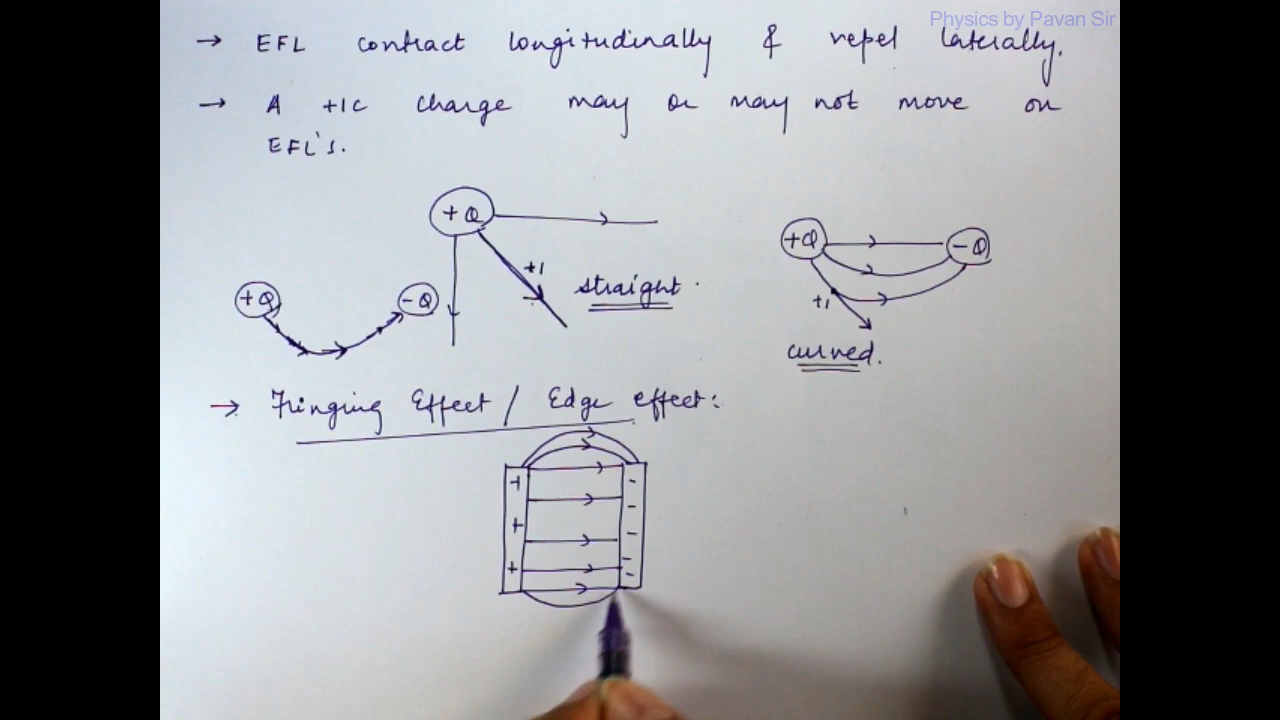 Physics by Pavan Sir
→ EFL contract longitudinally & repel laterally.
→ A +1C charge may or may not move on
EFL's.
+Q
+1
straight.
+Q -Q
+Q -Q
+1
curved.
→ Fringing Effect / Edge effect:
+ -
-
+ -
-
+ -